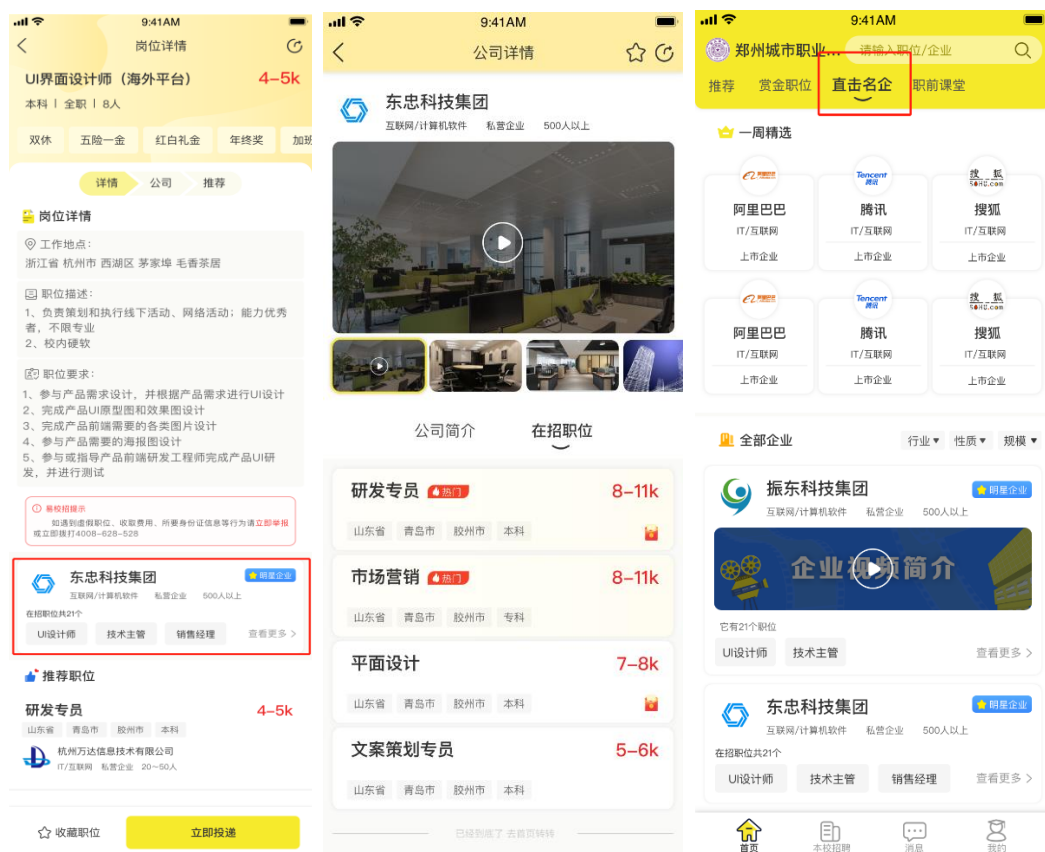 9:41AM
岗位详情
UI界面设计师（海外平台）
4-5k
本科 | 全职 | 8人
双休 五险一金 红白礼金 年终奖 加班
详情 公司 推荐
岗位详情
工作地点：
浙江省 杭州市 西湖区 茅家埠 毛香茶居
职位描述：
1、负责策划和执行线下活动、网络活动；能力优秀
者，不限专业
2、校内硬软
职位要求：
1、参与产品需求设计，并根据产品需求进行UI设计
2、完成产品UI原型图和效果图设计
3、完成产品前端需要的各类图片设计
4、参与产品需要的海报图设计
5、参与或指导产品前端研发工程师完成产品UI研
发，并进行测试
易校招提示
如遇到虚假职位、收取费用、所要身份证信息等行为请立即举报
或立即拨打4008-628-528
东忠科技集团
明星企业
互联网/计算机软件 私营企业 500人以上
在招职位共21个
UI设计师 技术主管 销售经理 查看更多 >
推荐职位
研发专员
4-5k
山东省 青岛市 胶州市 本科
杭州万达信息技术有限公司
IT/互联网 私营企业 20~50人
收藏职位 立即投递
9:41AM
公司详情
东忠科技集团
互联网/计算机软件 私营企业 500人以上
公司简介 在招职位
研发专员 热门 8-11k
山东省 青岛市 胶州市 本科
市场营销 热门 8-11k
山东省 青岛市 胶州市 专科
平面设计 7-8k
山东省 青岛市 胶州市 本科
文案策划专员 5-6k
山东省 青岛市 胶州市 本科
已经到底了 去首页转转
9:41AM
郑州城市职业... 请输入职位/企业
推荐 赏金职位 直击名企 职前课堂
一周精选
阿里巴巴 Tencent 腾讯 搜狐 SOHU.com
阿里巴巴 腾讯 搜狐
IT/互联网 IT/互联网 IT/互联网
上市企业 上市企业 上市企业
阿里巴巴 Tencent 腾讯 搜狐 SOHU.com
阿里巴巴 腾讯 搜狐
IT/互联网 IT/互联网 IT/互联网
上市企业 上市企业 上市企业
全部企业 行业▼ 性质▼ 规模▼
振东科技集团 明星企业
互联网/计算机软件 私营企业 500人以上
企业视频简介
它有21个职位
UI设计师 技术主管 查看更多 >
东忠科技集团 明星企业
互联网/计算机软件 私营企业 500人以上
在招职位共21个
UI设计师 技术主管 销售经理 查看更多 >
首页 本校招聘 消息 我的